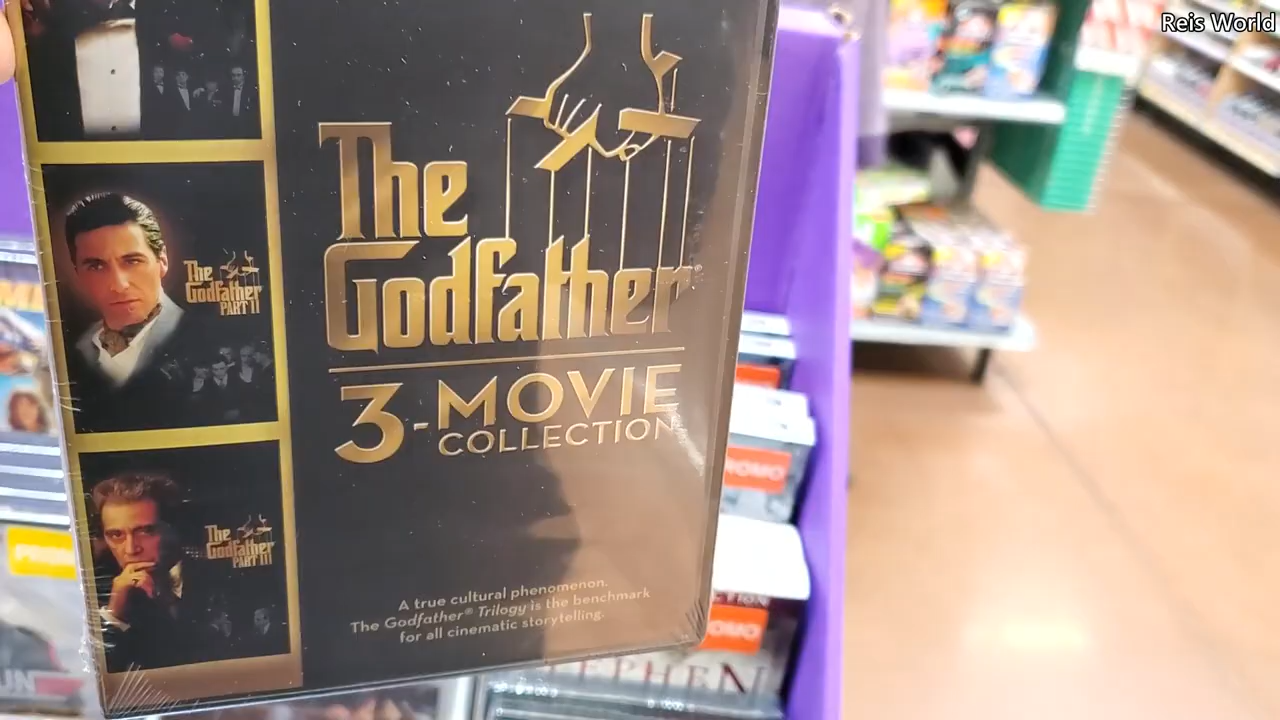 Reis World
The
Godfather®
3-MOVIE
COLLECTION
The
Godfather
PART II
The
Godfather
PART III
A true cultural phenomenon.
The Godfather® Trilogy is the benchmark
for all cinematic storytelling.